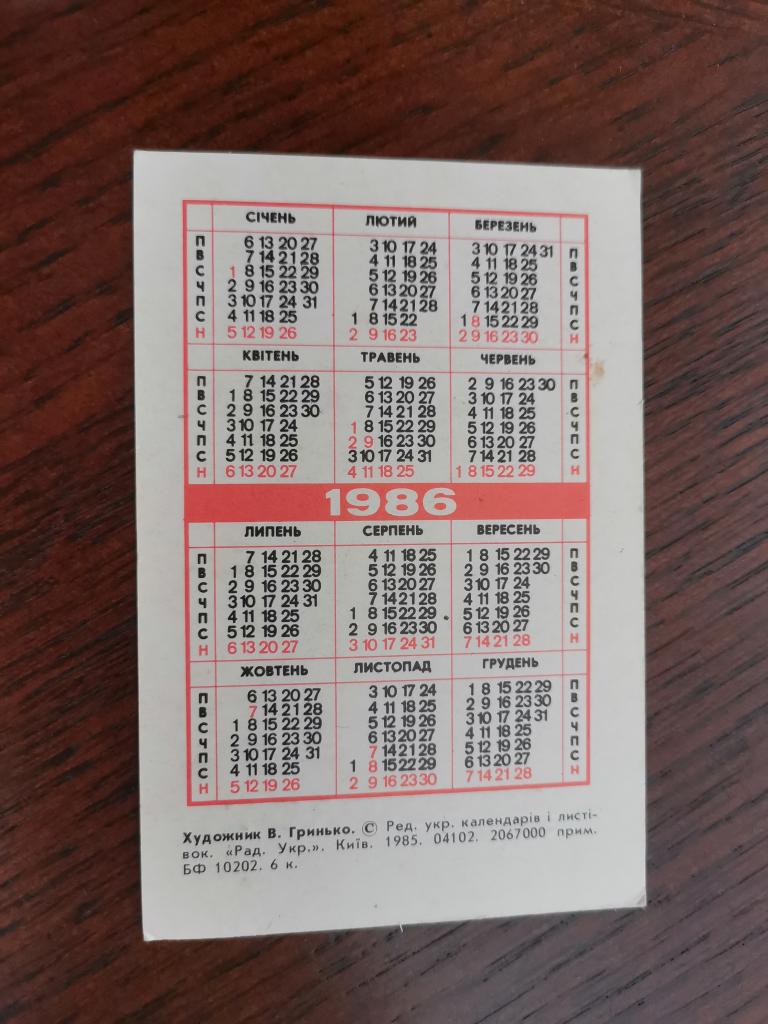 СІЧЕНЬ ЛЮТИЙ БЕРЕЗЕНЬ
П 6 13 20 27 3 10 17 24 3 10 17 24 31 П
В 7 14 21 28 4 11 18 25 4 11 18 25 В
С 1 8 15 22 29 5 12 19 26 5 12 19 26 С
Ч 2 9 16 23 30 6 13 20 27 6 13 20 27 Ч
П 3 10 17 24 31 7 14 21 28 7 14 21 28 П
С 4 11 18 25 1 8 15 22 1 8 15 22 29 С
Н 5 12 19 26 2 9 16 23 2 9 16 23 30 Н
КВІТЕНЬ ТРАВЕНЬ ЧЕРВЕНЬ
П 7 14 21 28 5 12 19 26 2 9 16 23 30 П
В 1 8 15 22 29 6 13 20 27 3 10 17 24 В
С 2 9 16 23 30 7 14 21 28 4 11 18 25 С
Ч 3 10 17 24 1 8 15 22 29 5 12 19 26 Ч
П 4 11 18 25 2 9 16 23 30 6 13 20 27 П
С 5 12 19 26 3 10 17 24 31 7 14 21 28 С
Н 6 13 20 27 4 11 18 25 1 8 15 22 29 Н
1986
ЛИПЕНЬ СЕРПЕНЬ ВЕРЕСЕНЬ
П 7 14 21 28 4 11 18 25 1 8 15 22 29 П
В 1 8 15 22 29 5 12 19 26 2 9 16 23 30 В
С 2 9 16 23 30 6 13 20 27 3 10 17 24 С
Ч 3 10 17 24 31 7 14 21 28 4 11 18 25 Ч
П 4 11 18 25 1 8 15 22 29 5 12 19 26 П
С 5 12 19 26 2 9 16 23 30 6 13 20 27 С
Н 6 13 20 27 3 10 17 24 31 7 14 21 28 Н
ЖОВТЕНЬ ЛИСТОПАД ГРУДЕНЬ
П 6 13 20 27 3 10 17 24 1 8 15 22 29 П
В 7 14 21 28 4 11 18 25 2 9 16 23 30 В
С 1 8 15 22 29 5 12 19 26 3 10 17 24 31 С
Ч 2 9 16 23 30 6 13 20 27 4 11 18 25 Ч
П 3 10 17 24 31 7 14 21 28 5 12 19 26 П
С 4 11 18 25 1 8 15 22 29 6 13 20 27 С
Н 5 12 19 26 2 9 16 23 30 7 14 21 28 Н
Художник В. Гринько. © Ред. укр. календарів і листі-
вок. «Рад. Укр.». Київ. 1985. 04102. 2067000 прим.
БФ 10202. 6 к.